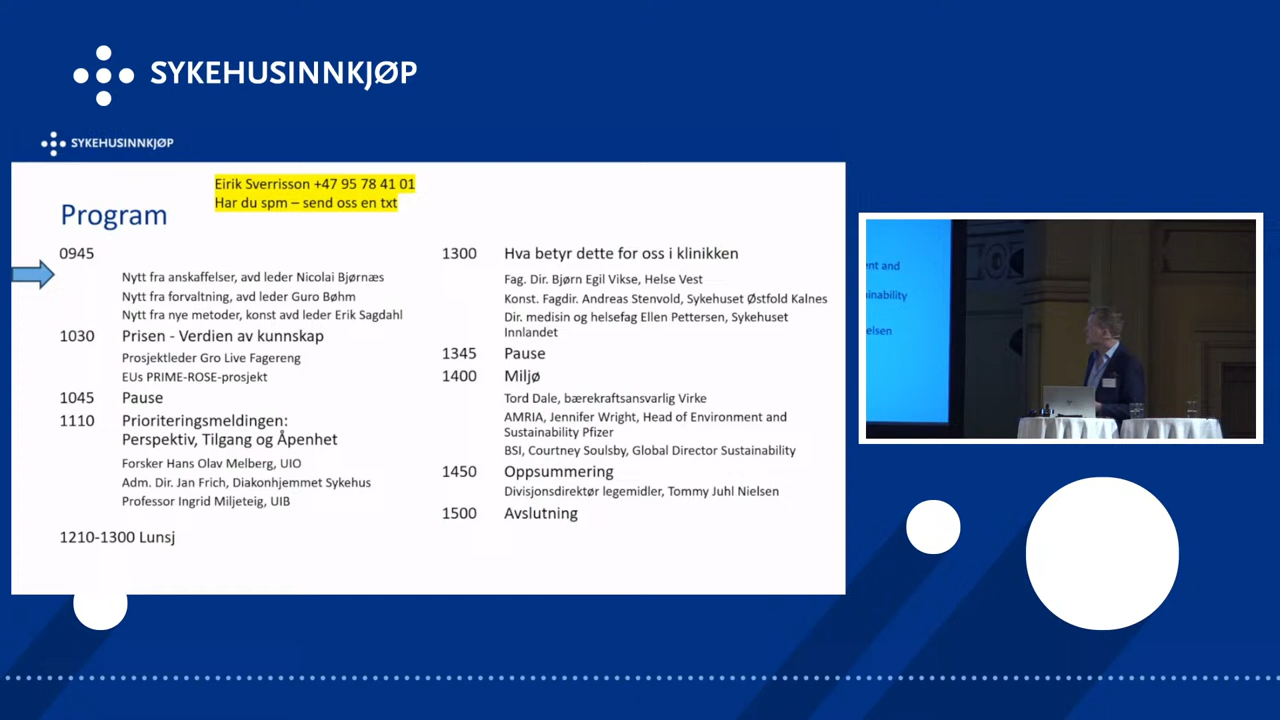 SYKEHUSINNKJØP
SYKEHUSINNKJØP
Eirik Sverrisson +47 95 78 41 01
Har du spm – send oss en txt
Program
0945
Nytt fra anskaffelser, avd leder Nicolai Bjørnæs
Nytt fra forvaltning, avd leder Guro Bøhm
Nytt fra nye metoder, konst avd leder Erik Sagdahl
1030 Prisen - Verdien av kunnskap
Prosjektleder Gro Live Fagereng
EUs PRIME-ROSE-prosjekt
1045 Pause
1110 Prioriteringsmeldingen:
Perspektiv, Tilgang og Åpenhet
Forsker Hans Olav Melberg, UIO
Adm. Dir. Jan Frich, Diakonhjemmet Sykehus
Professor Ingrid Miljeteig, UIB
1210-1300 Lunsj
1300 Hva betyr dette for oss i klinikken
Fag. Dir. Bjørn Egil Vikse, Helse Vest
Konst. Fagdir. Andreas Stenvold, Sykehuset Østfold Kalnes
Dir. medisin og helsefag Ellen Pettersen, Sykehuset
Innlandet
1345 Pause
1400 Miljø
Tord Dale, bærekraftsansvarlig Virke
AMRIA, Jennifer Wright, Head of Environment and
Sustainability Pfizer
BSI, Courtney Soulsby, Global Director Sustainability
1450 Oppsummering
Divisjonsdirektør legemidler, Tommy Juhl Nielsen
1500 Avslutning
ent and
inability
elsen